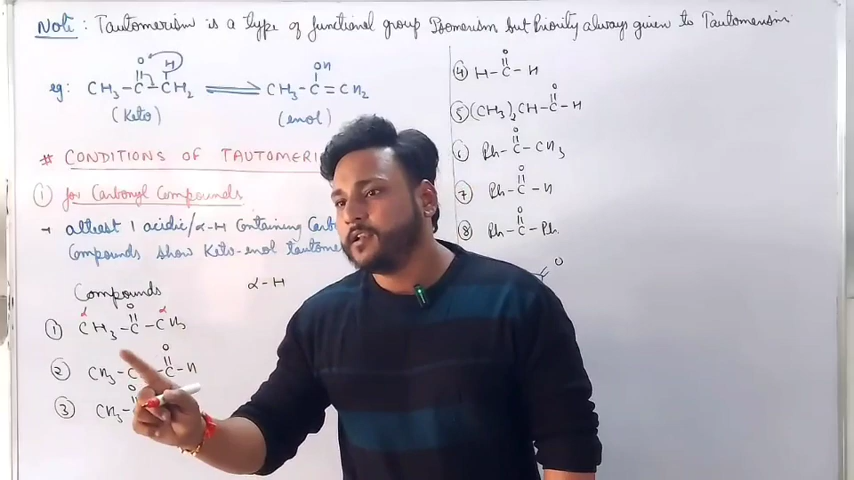 Note : Tautomerism is a type of functional group Isomerism but Priority always given to Tautomerism
O H
eg: CH3-C-CH2 ⇌ CH3-C=CH2
OH
(Keto) (enol)
# CONDITIONS OF TAUTOMERI
① for Carbonyl Compounds
→ atleast 1 acidic/α-H Containing Carb
Compounds show Keto-enol tautome
Compounds α-H
α O α
① CH3-C-CH3
O
② CH3- -C-H
O
③ CH3-
O
④ H-C-H
O
⑤ (CH3)2CH-C-H
O
⑥ Ph-C-CH3
O
⑦ Ph-C-H
O
⑧ Ph-C-Ph
O